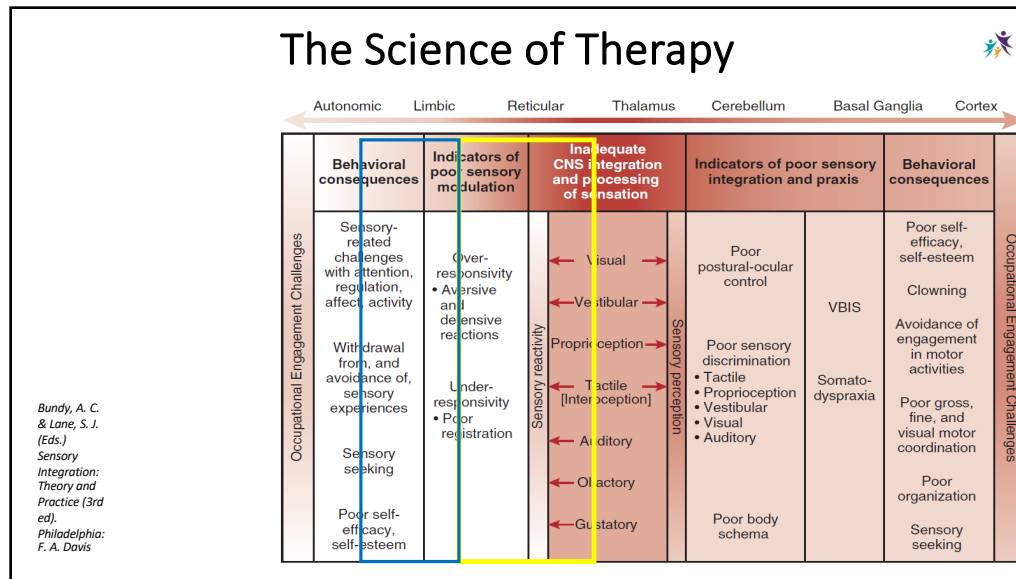 The Science of Therapy
Autonomic Limbic Reticular Thalamus Cerebellum Basal Ganglia Cortex
Occupational Engagement Challenges
Behavioral
consequences
Sensory-
related
challenges
with attention,
regulation,
affect, activity
Withdrawal
from, and
avoidance of,
sensory
experiences
Sensory
seeking
Poor self-
efficacy,
self-esteem
Indicators of
poor sensory
modulation
Over-
responsivity
• Aversive
and
defensive
reactions
Under-
responsivity
• Poor
registration
Inadequate
CNS integration
and processing
of sensation
Sensory reactivity
Visual
Vestibular
Proprioception
Tactile
[Interoception]
Auditory
Olfactory
Gustatory
Sensory perception
Indicators of poor sensory
integration and praxis
Poor
postural-ocular
control
Poor sensory
discrimination
• Tactile
• Proprioception
• Vestibular
• Visual
• Auditory
Poor body
schema
VBIS
Somato-
dyspraxia
Behavioral
consequences
Poor self-
efficacy,
self-esteem
Clowning
Avoidance of
engagement
in motor
activities
Poor gross,
fine, and
visual motor
coordination
Poor
organization
Sensory
seeking
Occupational Engagement Challenges
Bundy, A. C.
& Lane, S. J.
(Eds.)
Sensory
Integration:
Theory and
Practice (3rd
ed).
Philadelphia:
F. A. Davis